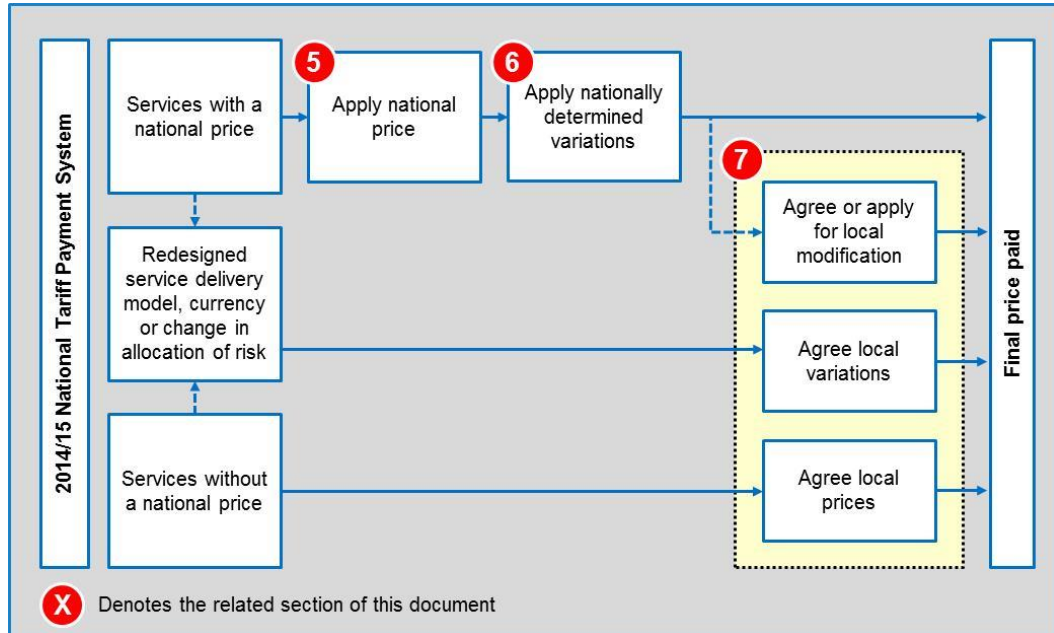 2014/15 National Tariff Payment System
Services with a
national price
5
Apply national
price
6
Apply nationally
determined
variations
7
Agree or apply
for local
modification
Redesigned
service delivery
model, currency
or change in
allocation of risk
Agree local
variations
Services without
a national price
Agree local
prices
Final price paid
X
Denotes the related section of this document